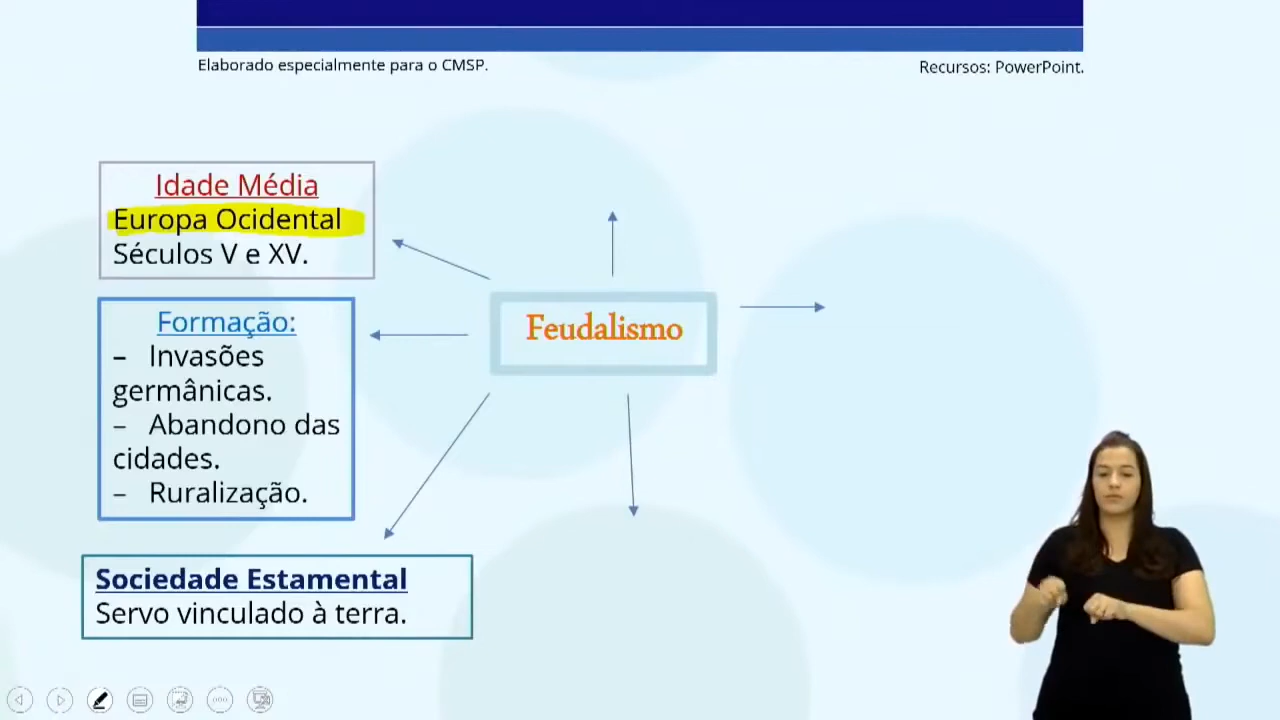 Elaborado especialmente para o CMSP.
Recursos: PowerPoint.
Idade Média
Europa Ocidental
Séculos V e XV.
Feudalismo
Formação:
– Invasões
germânicas.
– Abandono das
cidades.
– Ruralização.
Sociedade Estamental
Servo vinculado à terra.